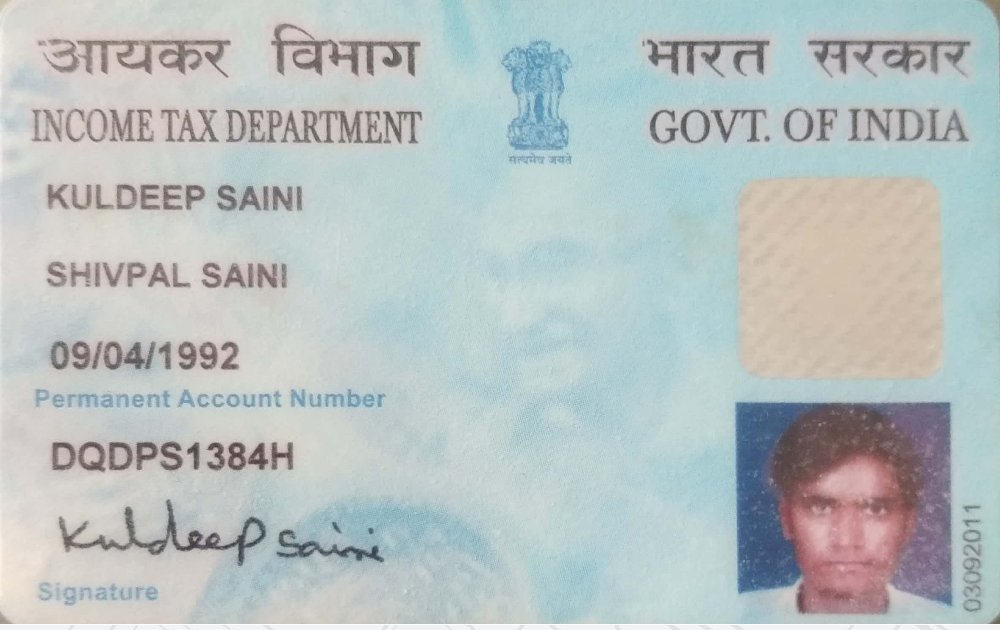 आयकर विभाग
भारत सरकार
INCOME TAX DEPARTMENT
GOVT. OF INDIA
सत्यमेव जयते
KULDEEP SAINI
SHIVPAL SAINI
09/04/1992
Permanent Account Number
DQDPS1384H
Kuldeep Saini
Signature
03092011